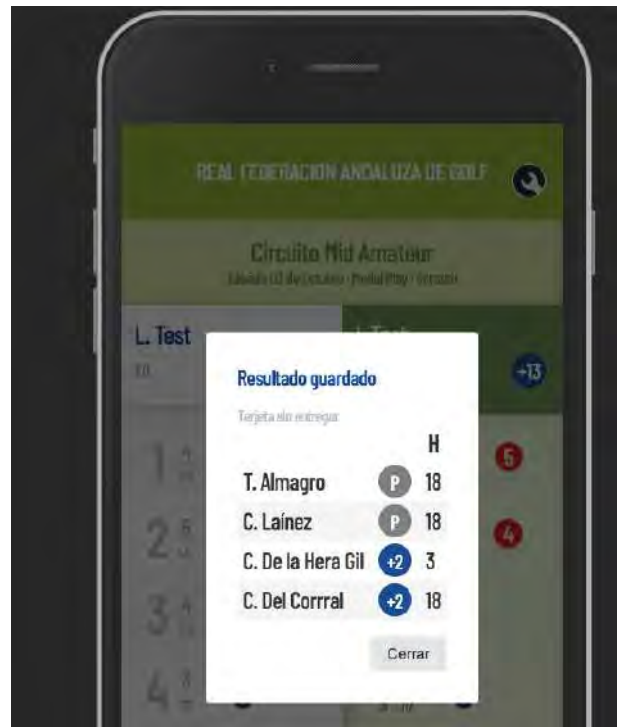 REAL FEDERACION ANDALUZA DE GOLF
Circuito Mid Amateur
L. Test
+13
Resultado guardado
Tarjeta sin entregar
H
T. Almagro P 18
C. Laínez P 18
C. De la Hera Gil +2 3
C. Del Corrral +2 18
Cerrar
1
5
2
4
3
4